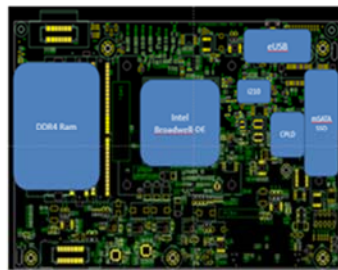 eUSB
I210
DDR4 Ram
Intel
Broadwell-DE
CPLD
mSATA
SSD